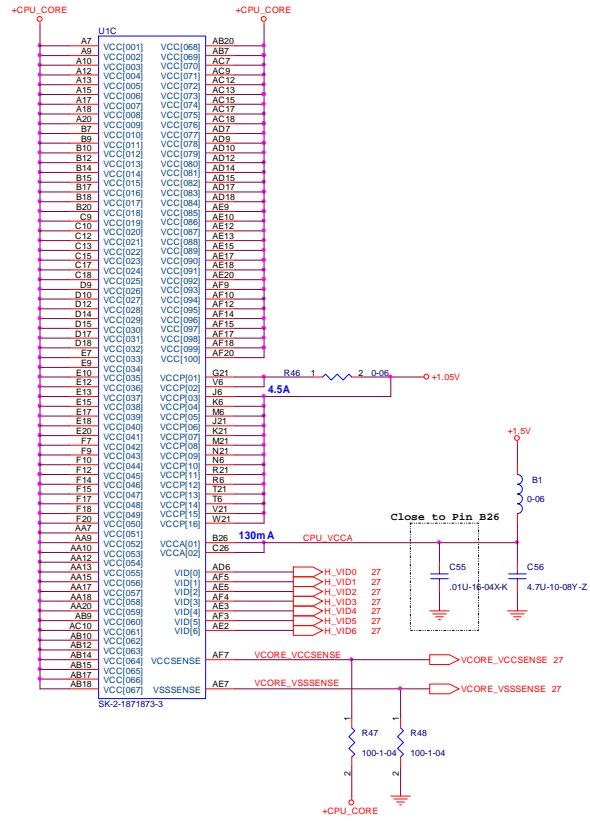 +CPU_CORE +CPU_CORE
U1C
A7 VCC[001] VCC[068] AB20
A9 VCC[002] VCC[069] AB7
A10 VCC[003] VCC[070] AC7
A12 VCC[004] VCC[071] AC9
A13 VCC[005] VCC[072] AC12
A15 VCC[006] VCC[073] AC13
A17 VCC[007] VCC[074] AC15
A18 VCC[008] VCC[075] AC17
A20 VCC[009] VCC[076] AC18
B7 VCC[010] VCC[077] AD7
B9 VCC[011] VCC[078] AD9
B10 VCC[012] VCC[079] AD10
B12 VCC[013] VCC[080] AD12
B14 VCC[014] VCC[081] AD14
B15 VCC[015] VCC[082] AD15
B17 VCC[016] VCC[083] AD17
B18 VCC[017] VCC[084] AD18
B20 VCC[018] VCC[085] AE9
C9 VCC[019] VCC[086] AE10
C10 VCC[020] VCC[087] AE12
C12 VCC[021] VCC[088] AE13
C13 VCC[022] VCC[089] AE15
C15 VCC[023] VCC[090] AE17
C17 VCC[024] VCC[091] AE18
C18 VCC[025] VCC[092] AE20
D9 VCC[026] VCC[093] AF9
D10 VCC[027] VCC[094] AF10
D12 VCC[028] VCC[095] AF12
D14 VCC[029] VCC[096] AF14
D15 VCC[030] VCC[097] AF15
D17 VCC[031] VCC[098] AF17
D18 VCC[032] VCC[099] AF18
E7 VCC[033] VCC[100] AF20
E9 VCC[034]
E10 VCC[035] VCCP[01] G21 R46 1 2 0-06 +1.05V
E12 VCC[036] VCCP[02] V6
E13 VCC[037] VCCP[03] J6 4.5A
E15 VCC[038] VCCP[04] K6
E17 VCC[039] VCCP[05] M6
E18 VCC[040] VCCP[06] J21
E20 VCC[041] VCCP[07] K21
F7 VCC[042] VCCP[08] M21
F9 VCC[043] VCCP[09] N21
F10 VCC[044] VCCP[10] N6
F12 VCC[045] VCCP[11] R21
F14 VCC[046] VCCP[12] R6
F15 VCC[047] VCCP[13] T21
F17 VCC[048] VCCP[14] T6
F18 VCC[049] VCCP[15] V21
F20 VCC[050] VCCP[16] W21
AA7 VCC[051]
AA9 VCC[052] VCCA[01] B26 130mA CPU_VCCA
AA10 VCC[053] VCCA[02] C26
AA12 VCC[054]
AA13 VCC[055] VID[0] AD6 H_VID0 27
AA15 VCC[056] VID[1] AF5 H_VID1 27
AA17 VCC[057] VID[2] AE5 H_VID2 27
AA18 VCC[058] VID[3] AF4 H_VID3 27
AA20 VCC[059] VID[4] AE3 H_VID4 27
AB9 VCC[060] VID[5] AF3 H_VID5 27
AC10 VCC[061] VID[6] AE2 H_VID6 27
AB10 VCC[062]
AB12 VCC[063]
AB14 VCC[064] VCCSENSE AF7 VCORE_VCCSENSE VCORE_VCCSENSE 27
AB15 VCC[065]
AB17 VCC[066]
AB18 VCC[067] VSSSENSE AE7 VCORE_VSSSENSE VCORE_VSSSENSE 27
SK-2-1871873-3
+1.5V
B1
0-06
Close to Pin B26
C55 C56
.01U-16-04X-K 4.7U-10-08Y-Z
1 1
R47 R48
100-1-04 100-1-04
2 2
+CPU_CORE